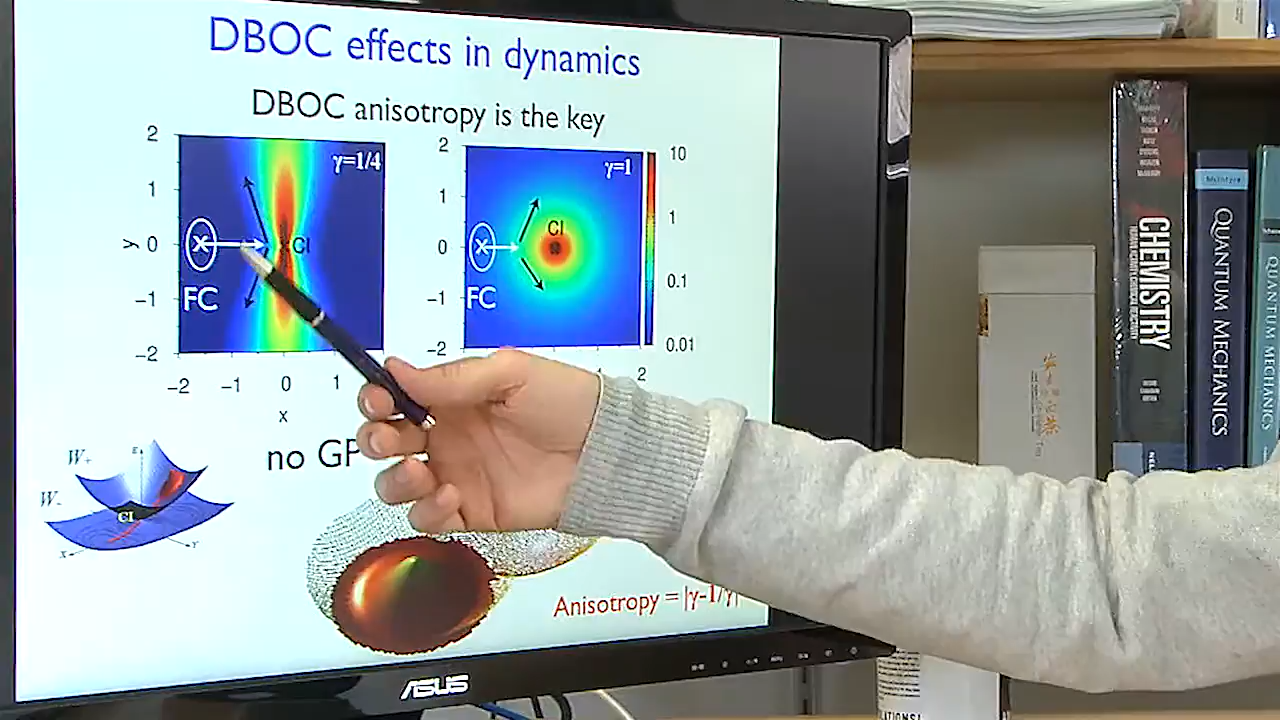 DBOC effects in dynamics
DBOC anisotropy is the key
2
1
y 0
−1
−2
γ=1/4
CI
FC
−2 −1 0 1
x
2
1
0
−1
−2
γ=1
CI
FC
1 2
10
1
0.1
0.01
no GP
W+
W-
E
CI
X
Y
Anisotropy = |γ-1/γ|
ASUS
CHEMISTRY
McIntyre
QUANTUM MECHANICS
QUANTUM MECHANICS